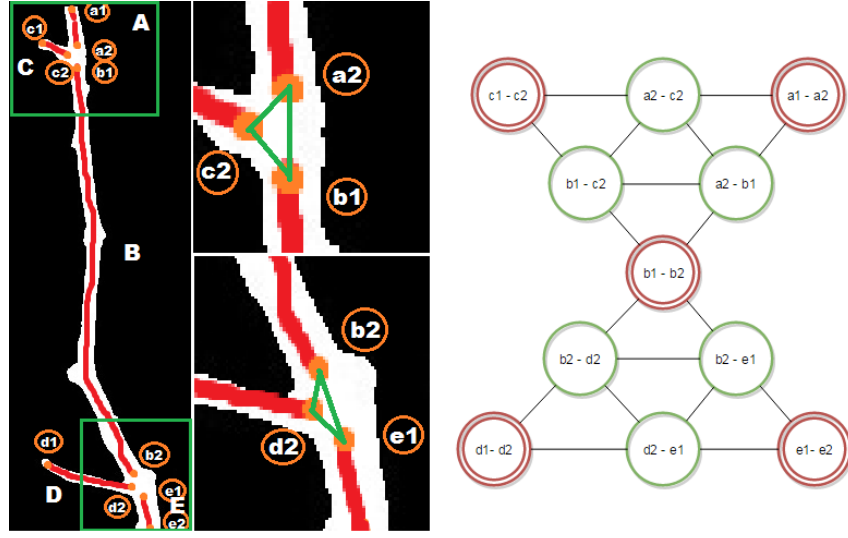 a1
A
c1
a2
C
c2
b1
B
d1
b2
D
e1
d2
E
e2
a2
c2
b1
b2
d2
e1
c1 - c2
a2 - c2
a1 - a2
b1 - c2
a2 - b1
b1 - b2
b2 - d2
b2 - e1
d1- d2
d2 - e1
e1- e2